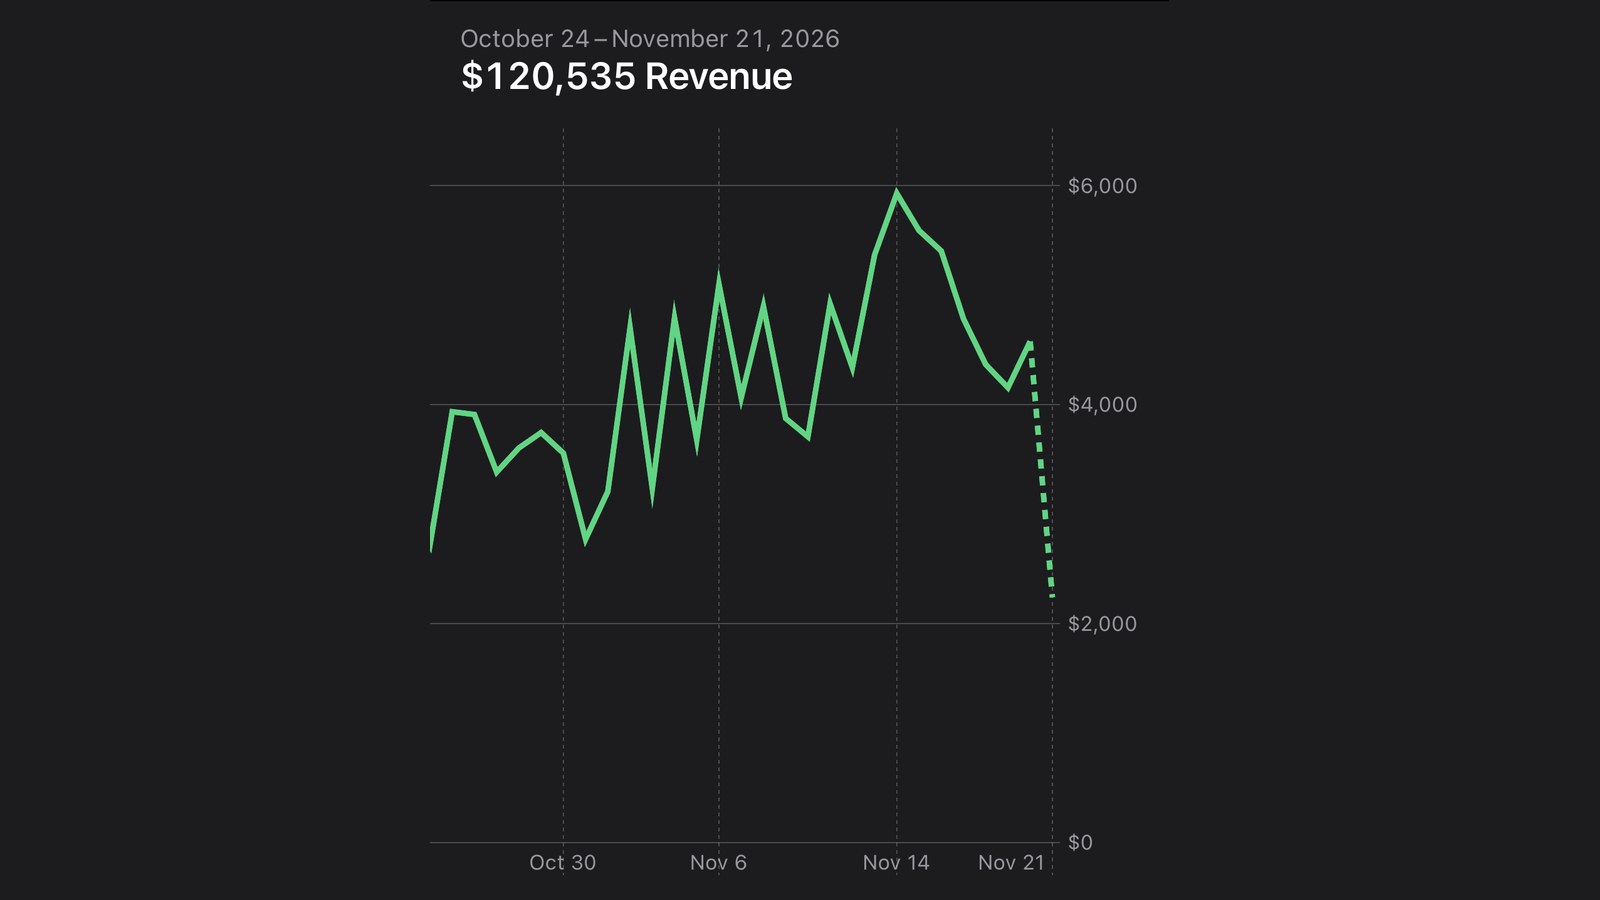 October 24 – November 21, 2026
$120,535 Revenue
$6,000
$4,000
$2,000
$0
Oct 30 Nov 6 Nov 14 Nov 21